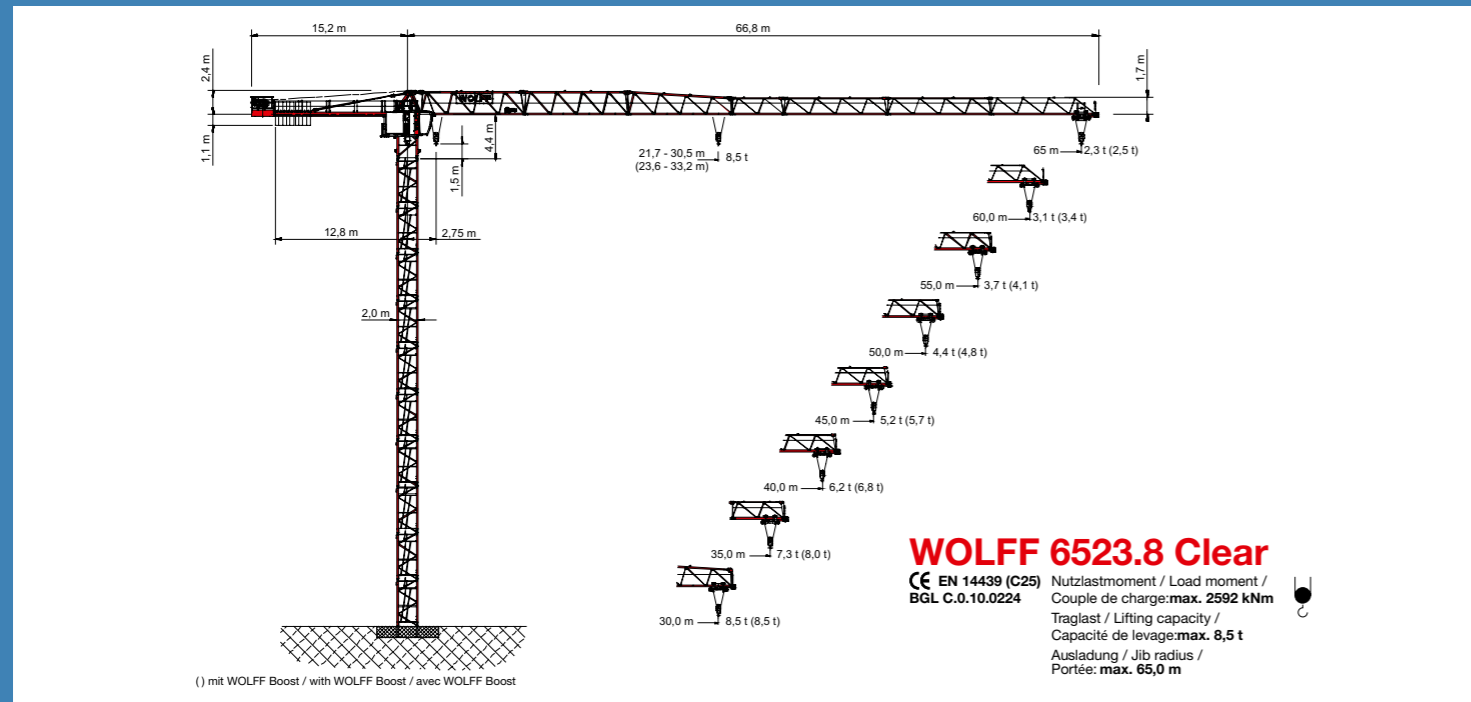 15,2 m
66,8 m
2,4 m
1,7 m
WOLFF
1,1 m
4,4 m
1,5 m
21,7 - 30,5 m
(23,6 - 33,2 m)
8,5 t
65 m
2,3 t (2,5 t)
60,0 m
3,1 t (3,4 t)
12,8 m
2,75 m
55,0 m
3,7 t (4,1 t)
2,0 m
50,0 m
4,4 t (4,8 t)
45,0 m
5,2 t (5,7 t)
40,0 m
6,2 t (6,8 t)
35,0 m
7,3 t (8,0 t)
30,0 m
8,5 t (8,5 t)
WOLFF 6523.8 Clear
CE EN 14439 (C25)
BGL C.0.10.0224
Nutzlastmoment / Load moment /
Couple de charge:max. 2592 kNm
Traglast / Lifting capacity /
Capacité de levage:max. 8,5 t
Ausladung / Jib radius /
Portée: max. 65,0 m
( ) mit WOLFF Boost / with WOLFF Boost / avec WOLFF Boost